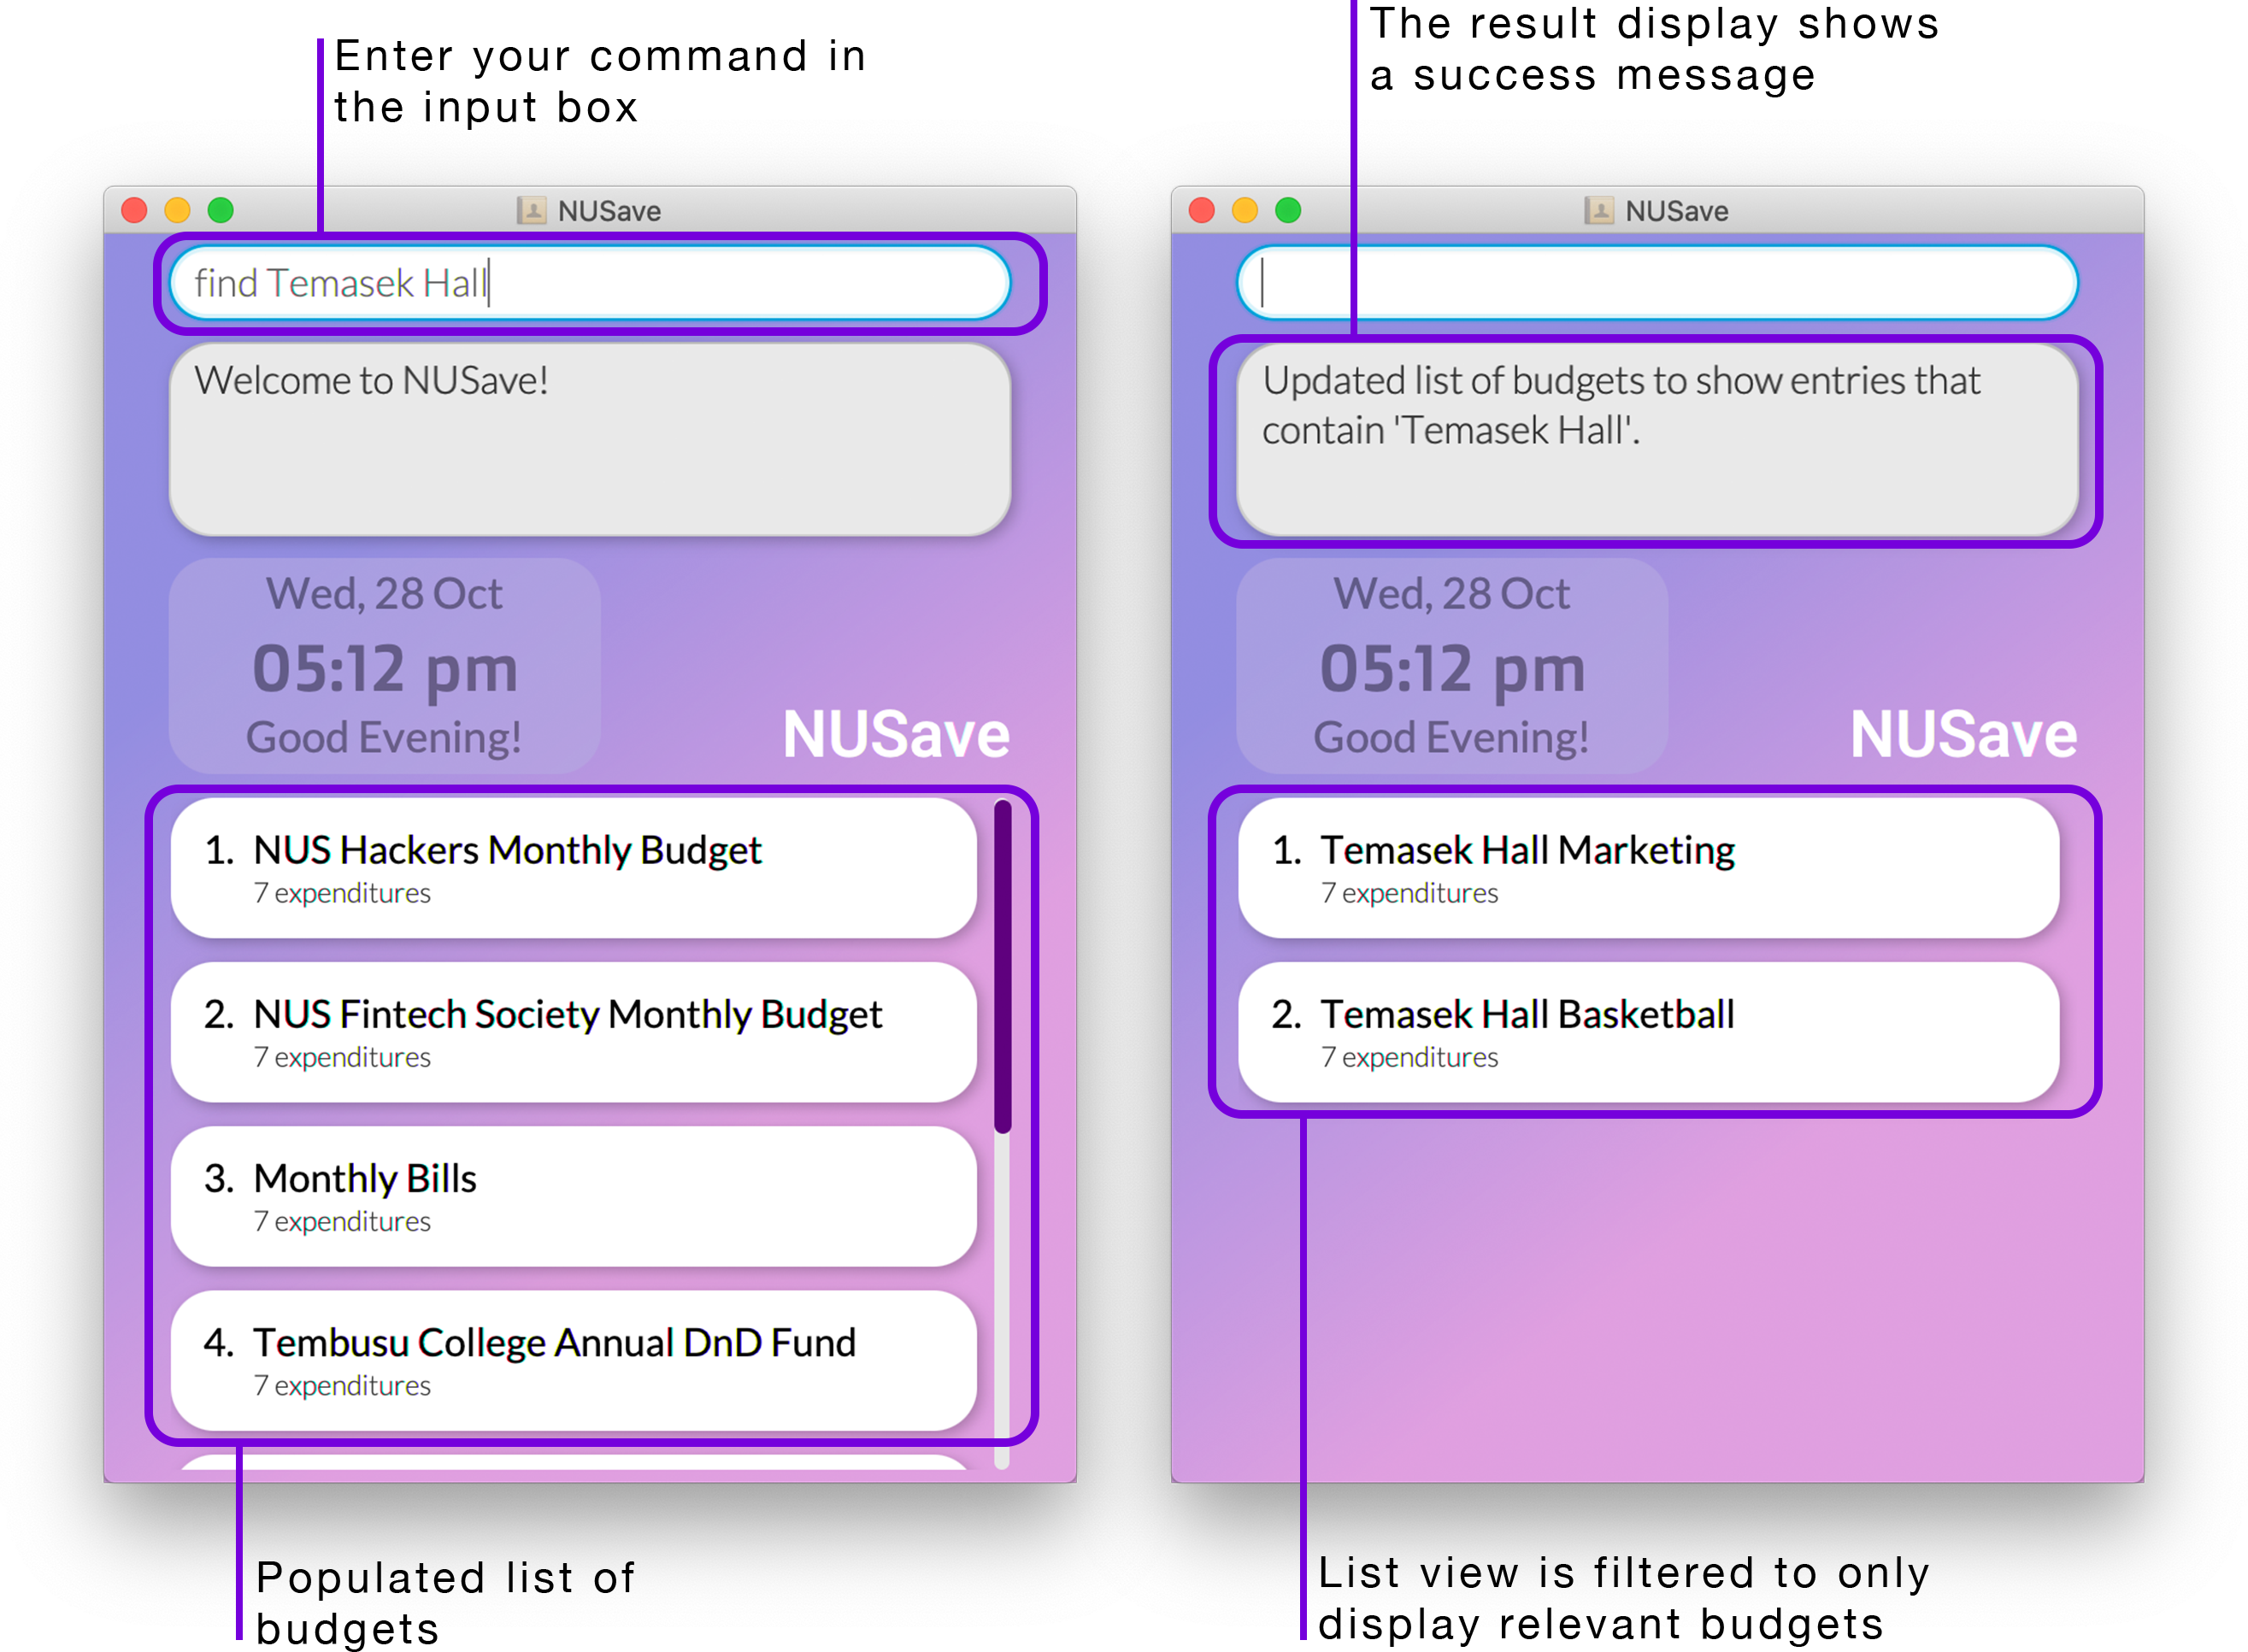 Enter your command in
the input box
NUSave
find Temasek Hall
Welcome to NUSave!
Wed, 28 Oct
05:12 pm
Good Evening!
NUSave
1. NUS Hackers Monthly Budget
7 expenditures
2. NUS Fintech Society Monthly Budget
7 expenditures
3. Monthly Bills
7 expenditures
4. Tembusu College Annual DnD Fund
7 expenditures
Populated list of
budgets
The result display shows
a success message
NUSave
Updated list of budgets to show entries that
contain 'Temasek Hall'.
Wed, 28 Oct
05:12 pm
Good Evening!
NUSave
1. Temasek Hall Marketing
7 expenditures
2. Temasek Hall Basketball
7 expenditures
List view is filtered to only
display relevant budgets